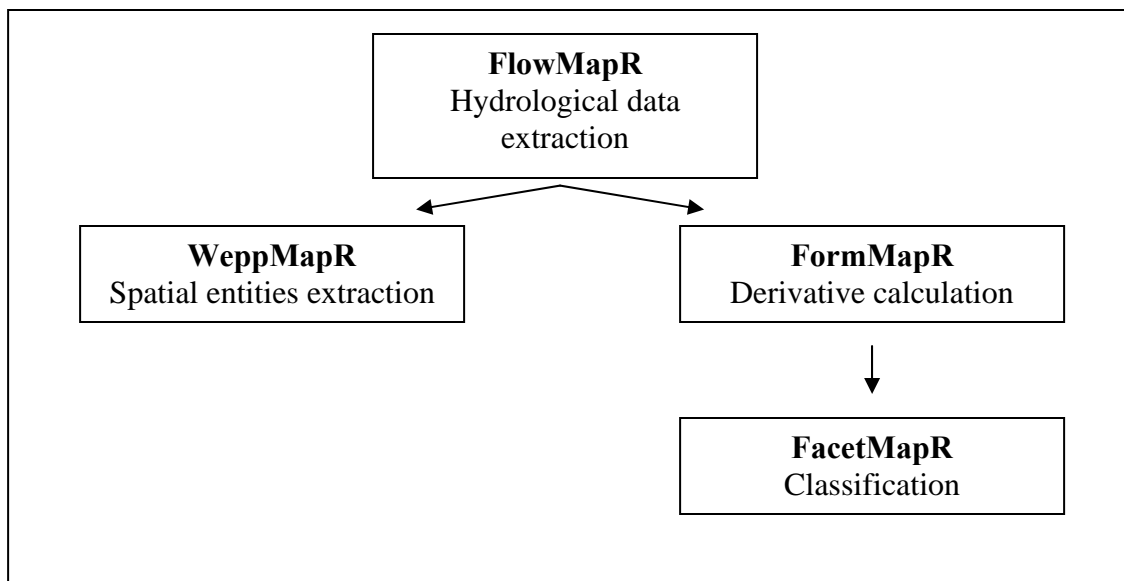 FlowMapR
Hydrological data
extraction
WeppMapR
Spatial entities extraction
FormMapR
Derivative calculation
FacetMapR
Classification